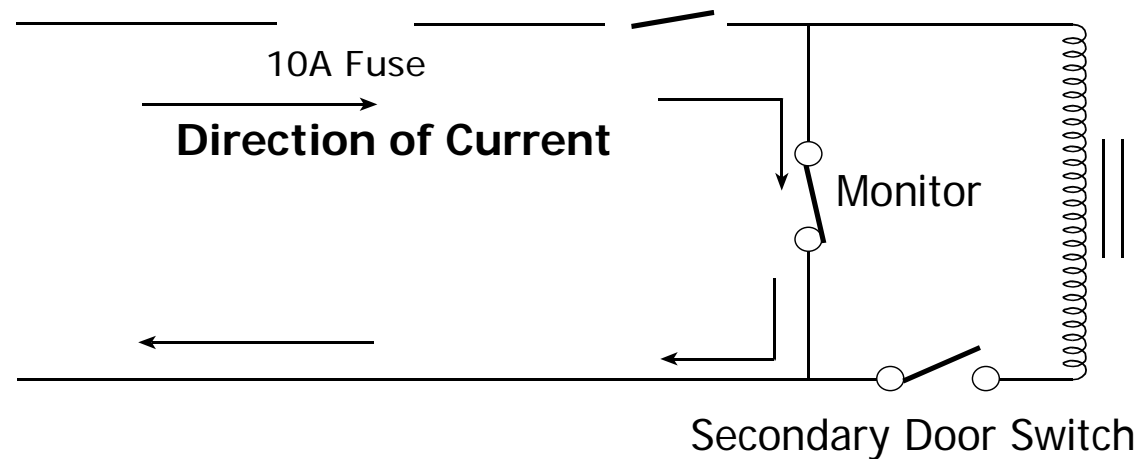 10A Fuse
Direction of Current
Monitor
Secondary Door Switch